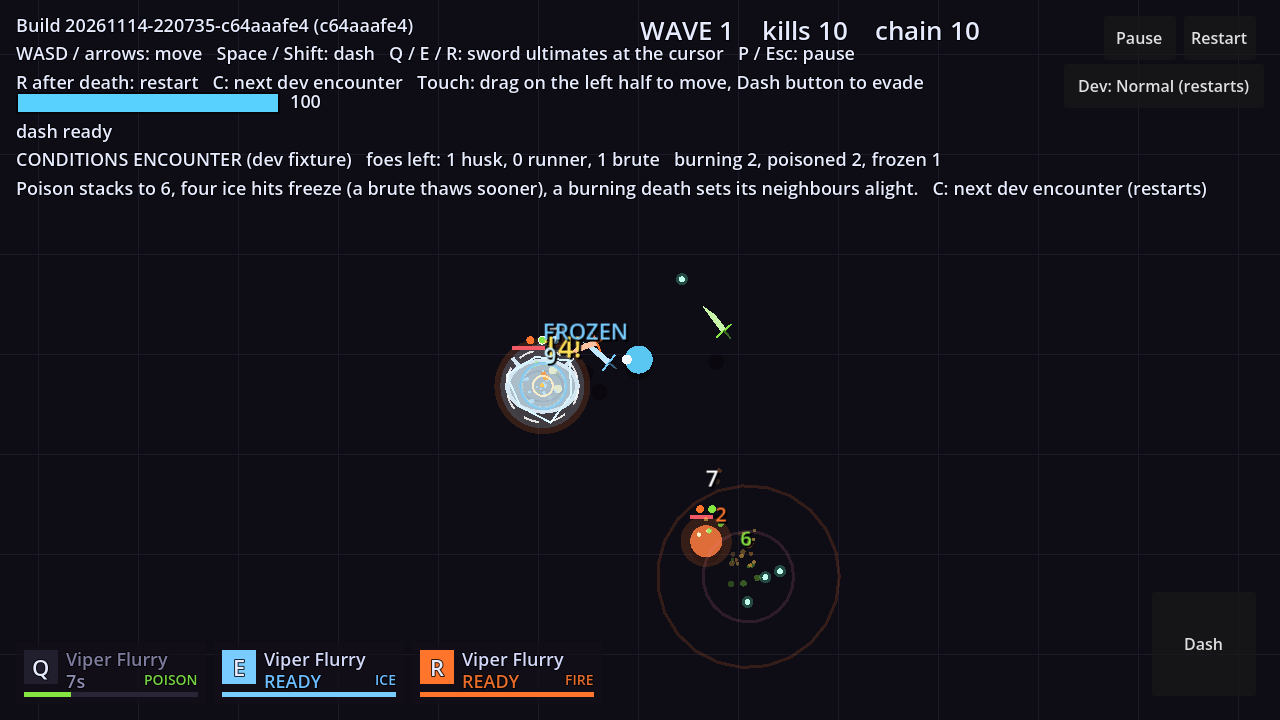 Build 20261114-220735-c64aaafe4 (c64aaafe4)
WAVE 1 kills 10 chain 10
Pause
Restart
WASD / arrows: move Space / Shift: dash Q / E / R: sword ultimates at the cursor P / Esc: pause
R after death: restart C: next dev encounter Touch: drag on the left half to move, Dash button to evade
Dev: Normal (restarts)
100
dash ready
CONDITIONS ENCOUNTER (dev fixture) foes left: 1 husk, 0 runner, 1 brute burning 2, poisoned 2, frozen 1
Poison stacks to 6, four ice hits freeze (a brute thaws sooner), a burning death sets its neighbours alight. C: next dev encounter (restarts)
FROZEN
14!
9
7
2
6
Dash
Q
Viper Flurry
7s
POISON
E
Viper Flurry
READY
ICE
R
Viper Flurry
READY
FIRE